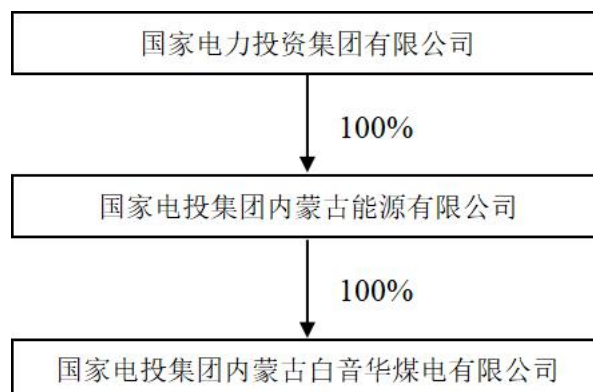 国家电力投资集团有限公司
100%
国家电投集团内蒙古能源有限公司
100%
国家电投集团内蒙古白音华煤电有限公司